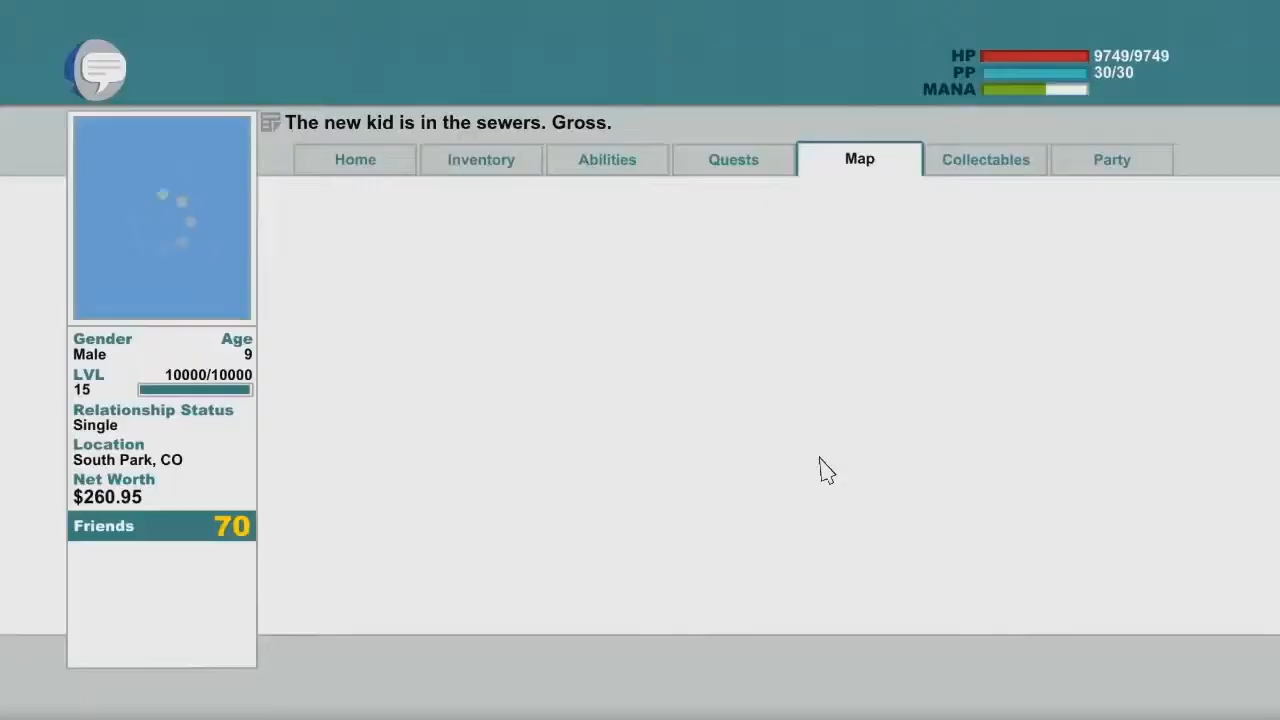 HP 9749/9749
PP 30/30
MANA
The new kid is in the sewers. Gross.
Home Inventory Abilities Quests Map Collectables Party
Gender Age
Male 9
LVL 10000/10000
15
Relationship Status
Single
Location
South Park, CO
Net Worth
$260.95
Friends 70